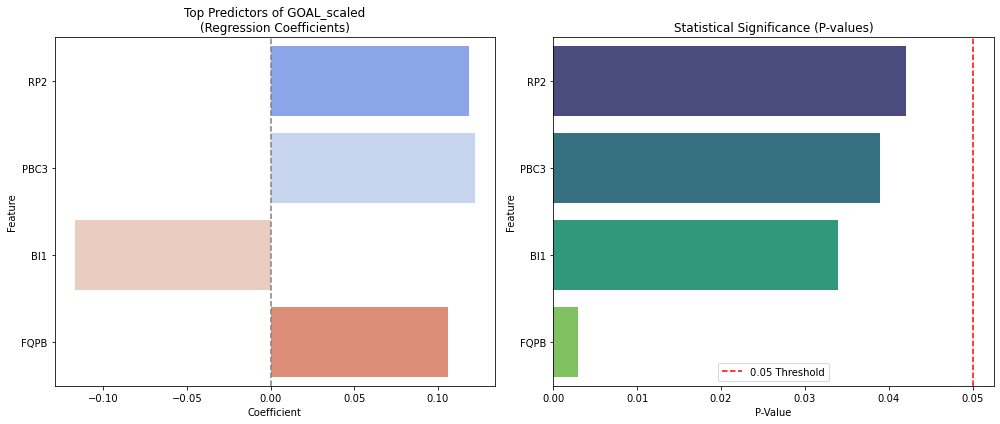 Top Predictors of GOAL_scaled
(Regression Coefficients)
Feature
RP2
PBC3
BI1
FQPB
−0.10
−0.05
0.00
0.05
0.10
Coefficient
Statistical Significance (P-values)
Feature
RP2
PBC3
BI1
FQPB
0.05 Threshold
0.00
0.01
0.02
0.03
0.04
0.05
P-Value